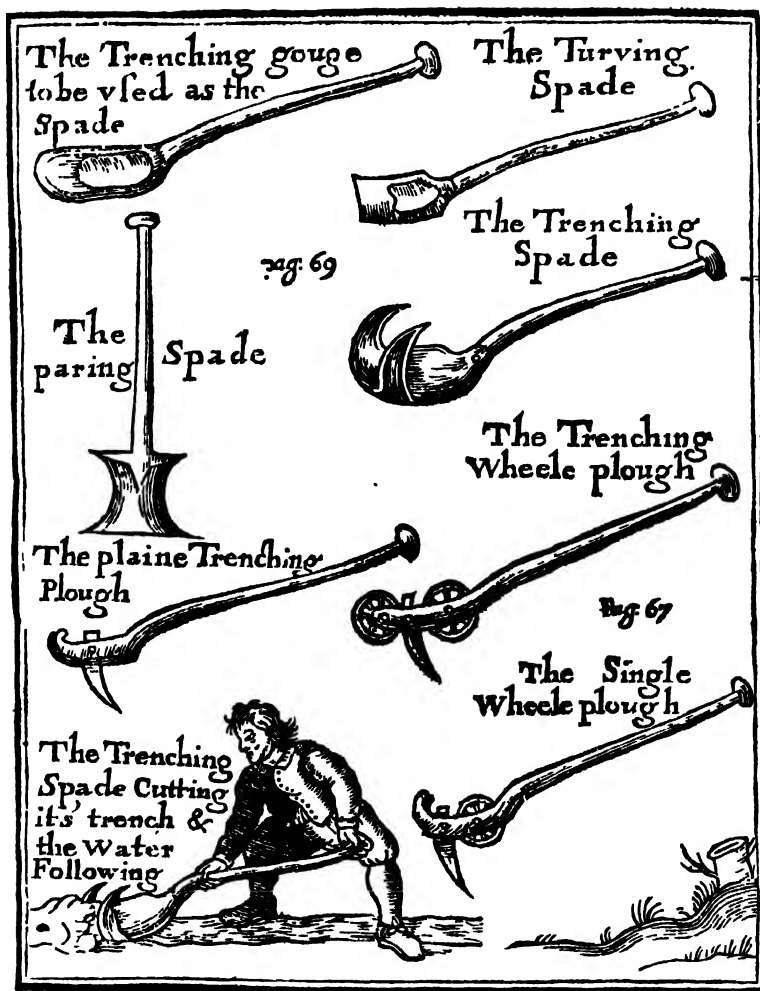 The Trenching gouge
to be vſed as the
Spade
The Turving
Spade
The Trenching
Spade
pag: 69
The
paring Spade
The Trenching
Wheele plough
The plaine Trenching
Plough
Pag: 67
The Single
Wheele plough
The Trenching
Spade Cutting
it's trench &
the Water
Following